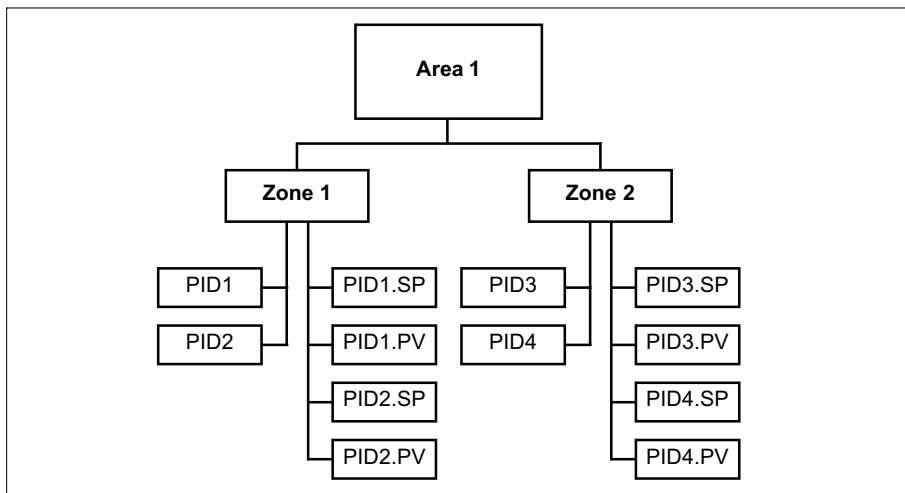 Area 1
Zone 1
Zone 2
PID1
PID1.SP
PID3
PID3.SP
PID2
PID1.PV
PID4
PID3.PV
PID2.SP
PID4.SP
PID2.PV
PID4.PV